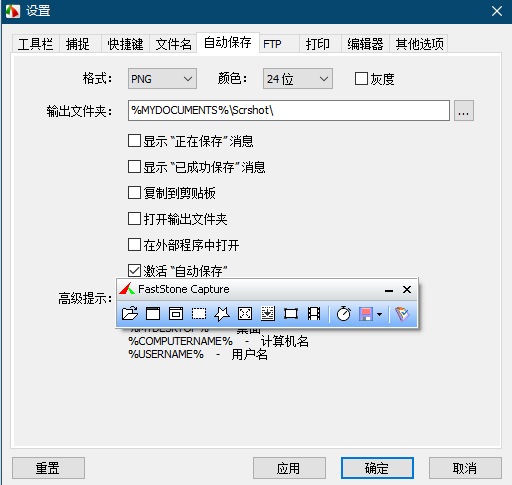 设置
工具栏 捕捉 快捷键 文件名 自动保存 FTP 打印 编辑器 其他选项
格式： PNG 颜色： 24 位 灰度
输出文件夹： %MYDOCUMENTS%\Scrshot\ ...
显示 “正在保存” 消息
显示 “已成功保存” 消息
复制到剪贴板
打开输出文件夹
在外部程序中打开
激活 “自动保存”
高级提示：
FastStone Capture
%COMPUTERNAME% - 计算机名
%USERNAME% - 用户名
重置 应用 确定 取消